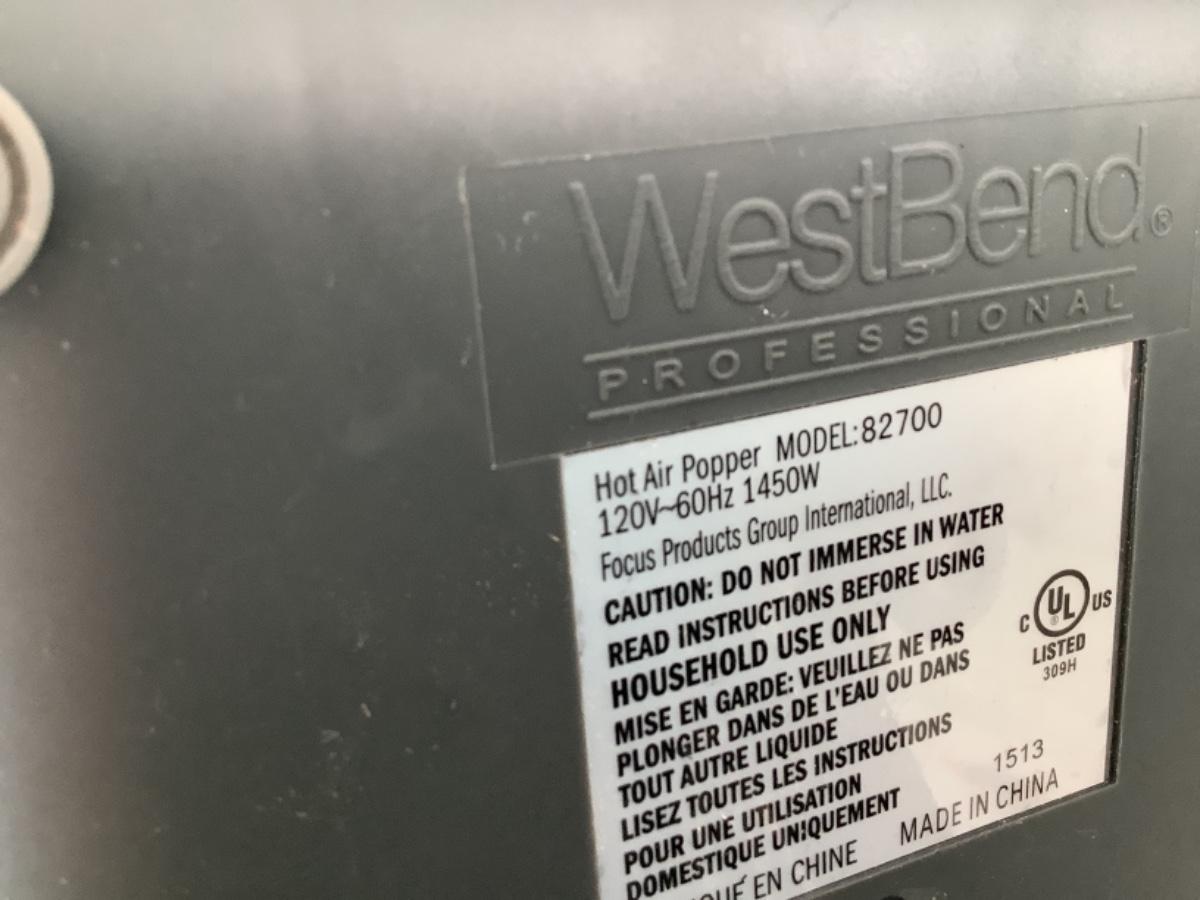 WestBend®
PROFESSIONAL
Hot Air Popper MODEL:82700
120V~60Hz 1450W
Focus Products Group International, LLC.
CAUTION: DO NOT IMMERSE IN WATER
READ INSTRUCTIONS BEFORE USING
HOUSEHOLD USE ONLY
MISE EN GARDE: VEUILLEZ NE PAS
PLONGER DANS DE L'EAU OU DANS
TOUT AUTRE LIQUIDE
LISEZ TOUTES LES INSTRUCTIONS
POUR UNE UTILISATION
DOMESTIQUE UNIQUEMENT
C UL® US
LISTED
309H
1513
EN CHINE MADE IN CHINA